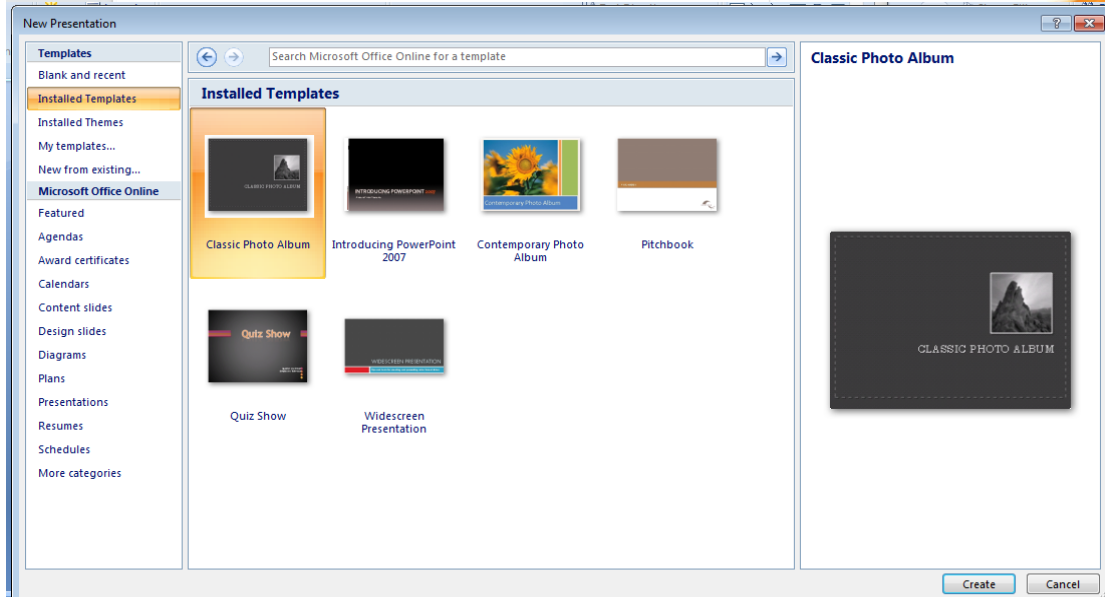 New Presentation
Templates
Blank and recent
Installed Templates
Installed Themes
My templates...
New from existing...
Microsoft Office Online
Featured
Agendas
Award certificates
Calendars
Content slides
Design slides
Diagrams
Plans
Presentations
Resumes
Schedules
More categories
Search Microsoft Office Online for a template
Installed Templates
CLASSIC PHOTO ALBUM
Classic Photo Album
INTRODUCING POWERPOINT 2007
Introducing PowerPoint
2007
Contemporary Photo Album
Contemporary Photo
Album
Pitchbook
Quiz Show
Quiz Show
WIDESCREEN PRESENTATION
Widescreen
Presentation
Classic Photo Album
CLASSIC PHOTO ALBUM
Create
Cancel